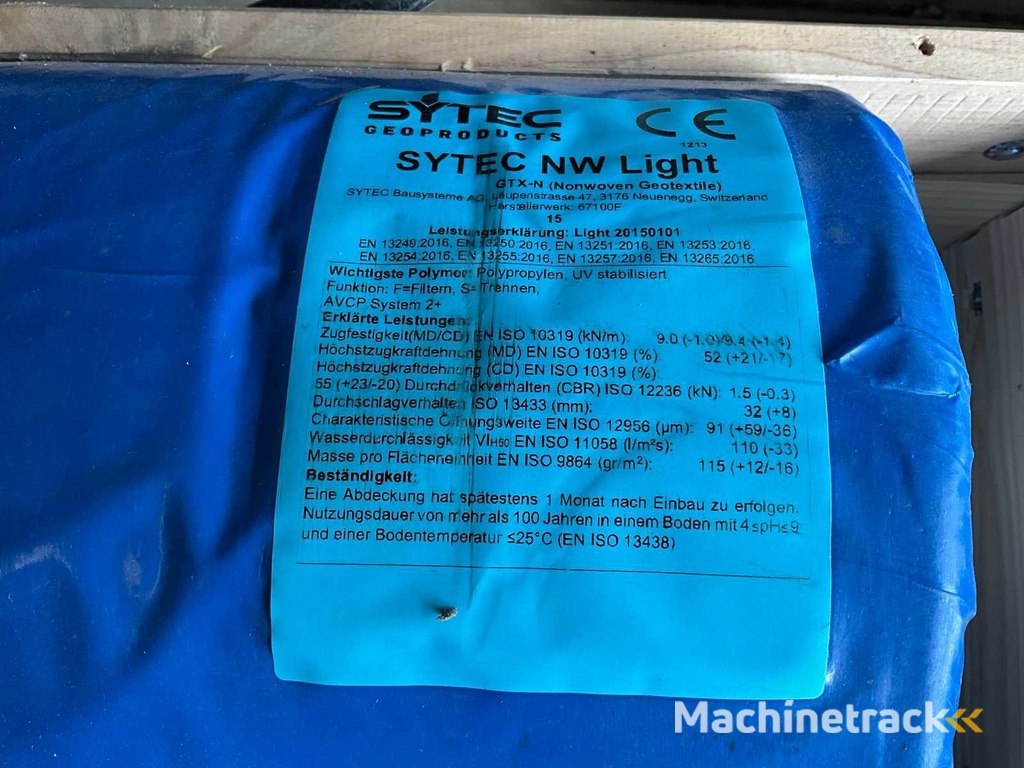 SYTEC
GEOPRODUCTS
CE
1213
SYTEC NW Light
GTX-N (Nonwoven Geotextile)
SYTEC Bausysteme AG, Laupenstrasse 47, 3176 Neuenegg, Switzerland
Herstellerwerk: 67100F
15
Leistungserklärung: Light 20150101
EN 13249:2016, EN 13250:2016, EN 13251:2016, EN 13253:2016
EN 13254:2016, EN 13255:2016, EN 13257:2016, EN 13265:2016
Wichtigste Polymer: Polypropylen, UV stabilisiert
Funktion: F=Filtern, S= Trennen,
AVCP System 2+
Erklärte Leistungen:
Zugfestigkeit(MD/CD) EN ISO 10319 (kN/m): 9.0 (-1.0)/9.4 (-1.4)
Höchstzugkraftdehnung (MD) EN ISO 10319 (%) 52 (+21/-17)
Höchstzugkraftdehnung (CD) EN ISO 10319 (%):
55 (+23/-20) Durchdrückverhalten (CBR) ISO 12236 (kN): 1.5 (-0.3)
Durchschlagverhalten ISO 13433 (mm): 32 (+8)
Charakteristische Öffnungsweite EN ISO 12956 (µm): 91 (+59/-36)
Wasserdurchlässigkeit VIH50 EN ISO 11058 (l/m²s): 110 (-33)
Masse pro Flächeneinheit EN ISO 9864 (gr/m²): 115 (+12/-16)
Beständigkeit:
Eine Abdeckung hat spätestens 1 Monat nach Einbau zu erfolgen.
Nutzungsdauer von mehr als 100 Jahren in einem Boden mit 4≤pH≤9
und einer Bodentemperatur ≤25°C (EN ISO 13438)
Machinetrack